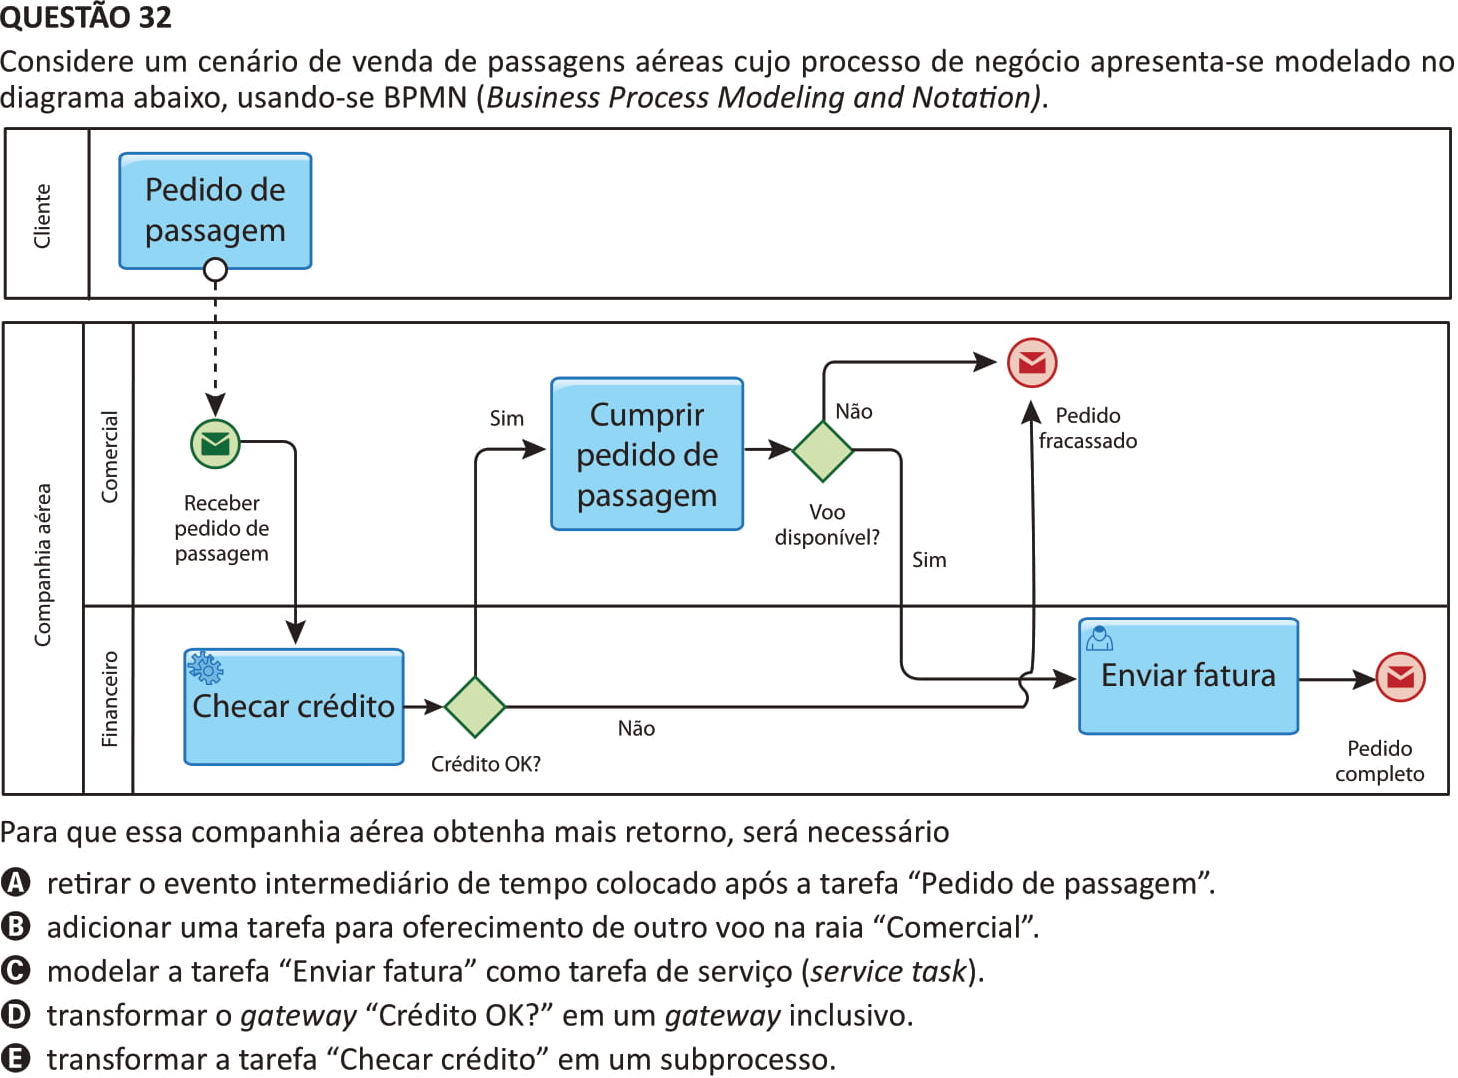 QUESTÃO 32
Considere um cenário de venda de passagens aéreas cujo processo de negócio apresenta-se modelado no
diagrama abaixo, usando-se BPMN (Business Process Modeling and Notation).
Cliente
Pedido de
passagem
Companhia aérea
Comercial
Receber
pedido de
passagem
Sim
Cumprir
pedido de
passagem
Não
Voo
disponível?
Sim
Pedido
fracassado
Financeiro
Checar crédito
Crédito OK?
Não
Enviar fatura
Pedido
completo
Para que essa companhia aérea obtenha mais retorno, será necessário
A retirar o evento intermediário de tempo colocado após a tarefa “Pedido de passagem”.
B adicionar uma tarefa para oferecimento de outro voo na raia “Comercial”.
C modelar a tarefa “Enviar fatura” como tarefa de serviço (service task).
D transformar o gateway “Crédito OK?” em um gateway inclusivo.
E transformar a tarefa “Checar crédito” em um subprocesso.